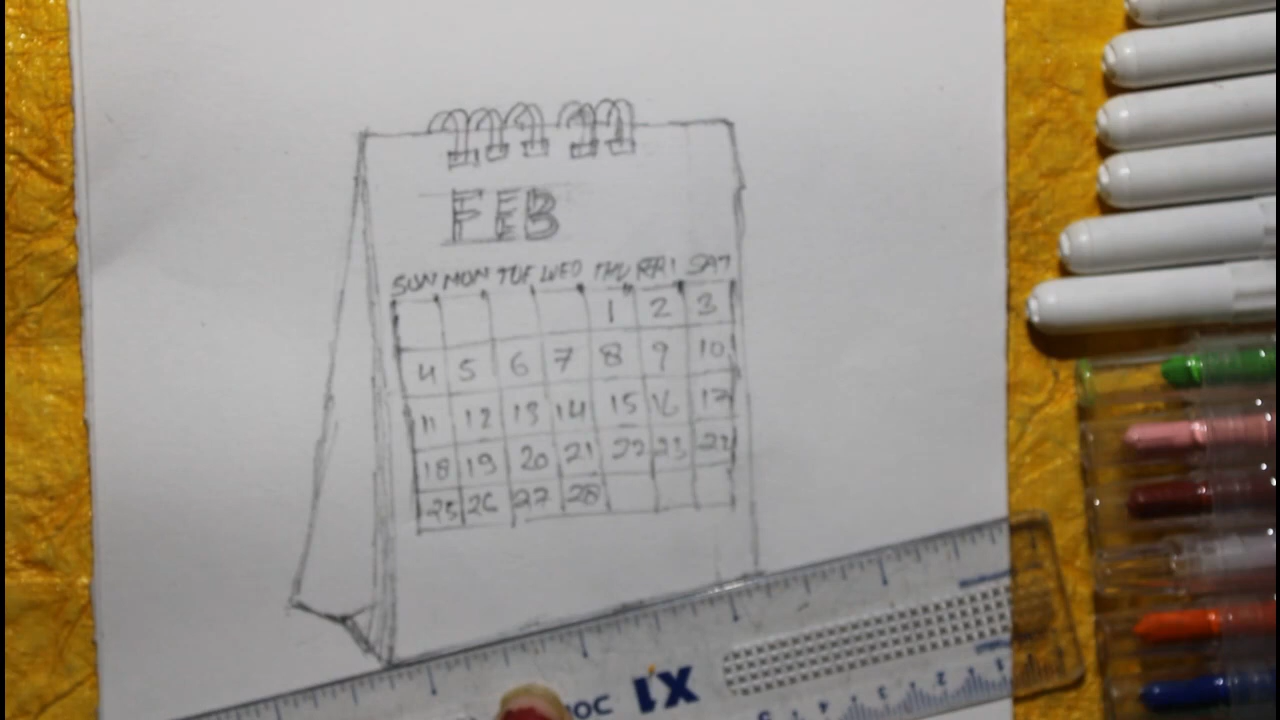 FEB
SUN MON TUE WED THU FRI SAT
1 2 3
4 5 6 7 8 9 10
11 12 13 14 15 16 17
18 19 20 21 22 23 24
25 26 27 28